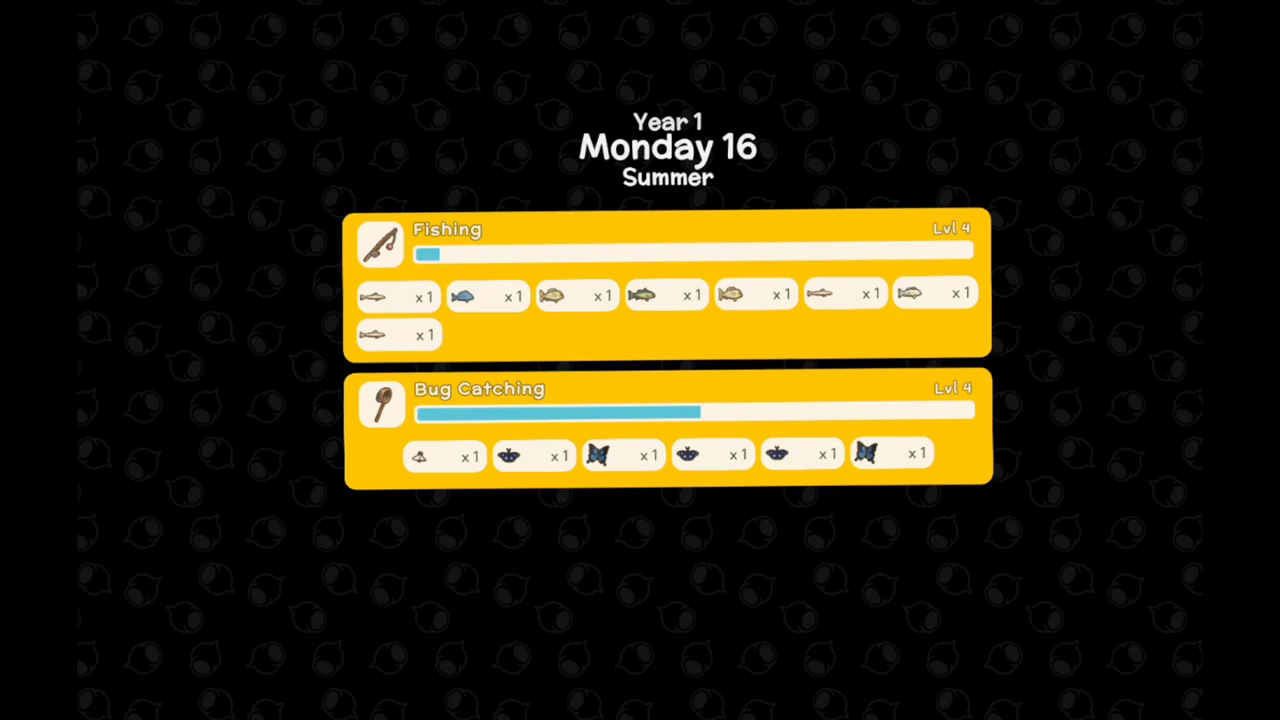 Year 1
Monday 16
Summer
Fishing Lvl 4
x 1 x 1 x 1 x 1 x 1 x 1 x 1
x 1
Bug Catching Lvl 4
x 1 x 1 x 1 x 1 x 1 x 1